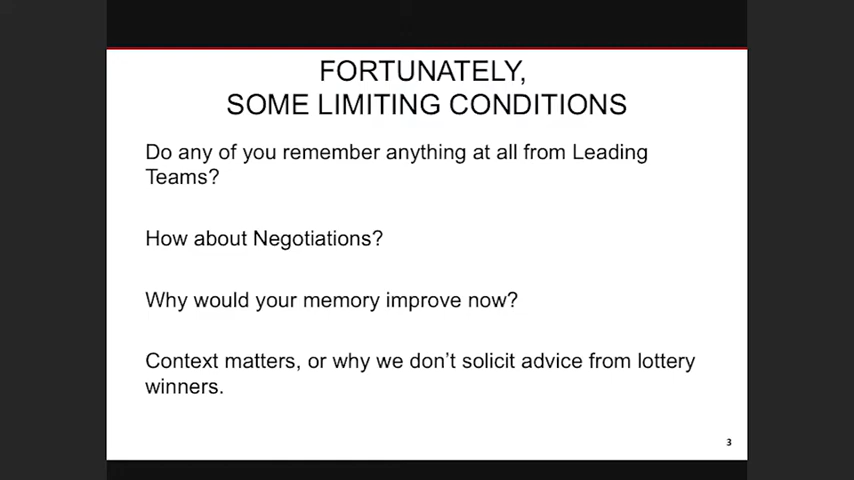 FORTUNATELY,
SOME LIMITING CONDITIONS
Do any of you remember anything at all from Leading
Teams?
How about Negotiations?
Why would your memory improve now?
Context matters, or why we don’t solicit advice from lottery
winners.
3